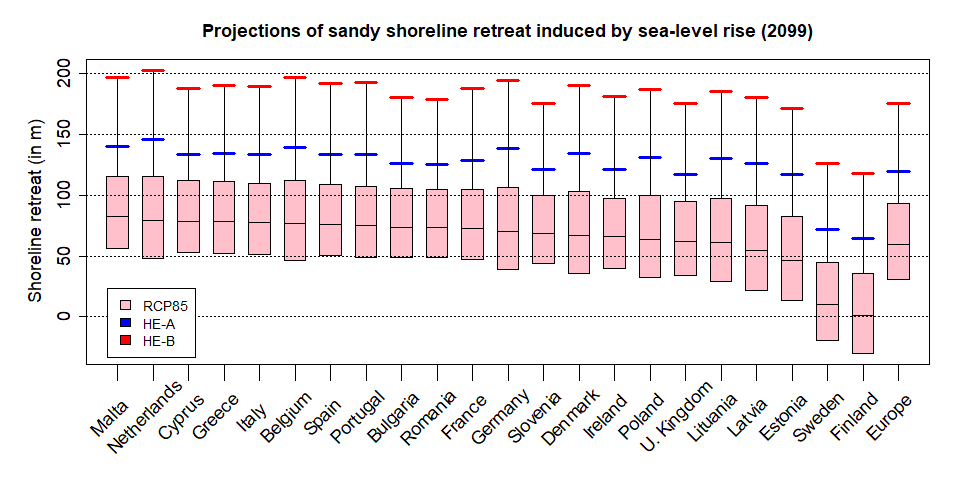 Projections of sandy shoreline retreat induced by sea-level rise (2099)
Shoreline retreat (in m)
200
150
100
50
0
RCP85
HE-A
HE-B
Malta
Netherlands
Cyprus
Greece
Italy
Belgium
Spain
Portugal
Bulgaria
Romania
France
Germany
Slovenia
Denmark
Ireland
Poland
U. Kingdom
Lituania
Latvia
Estonia
Sweden
Finland
Europe